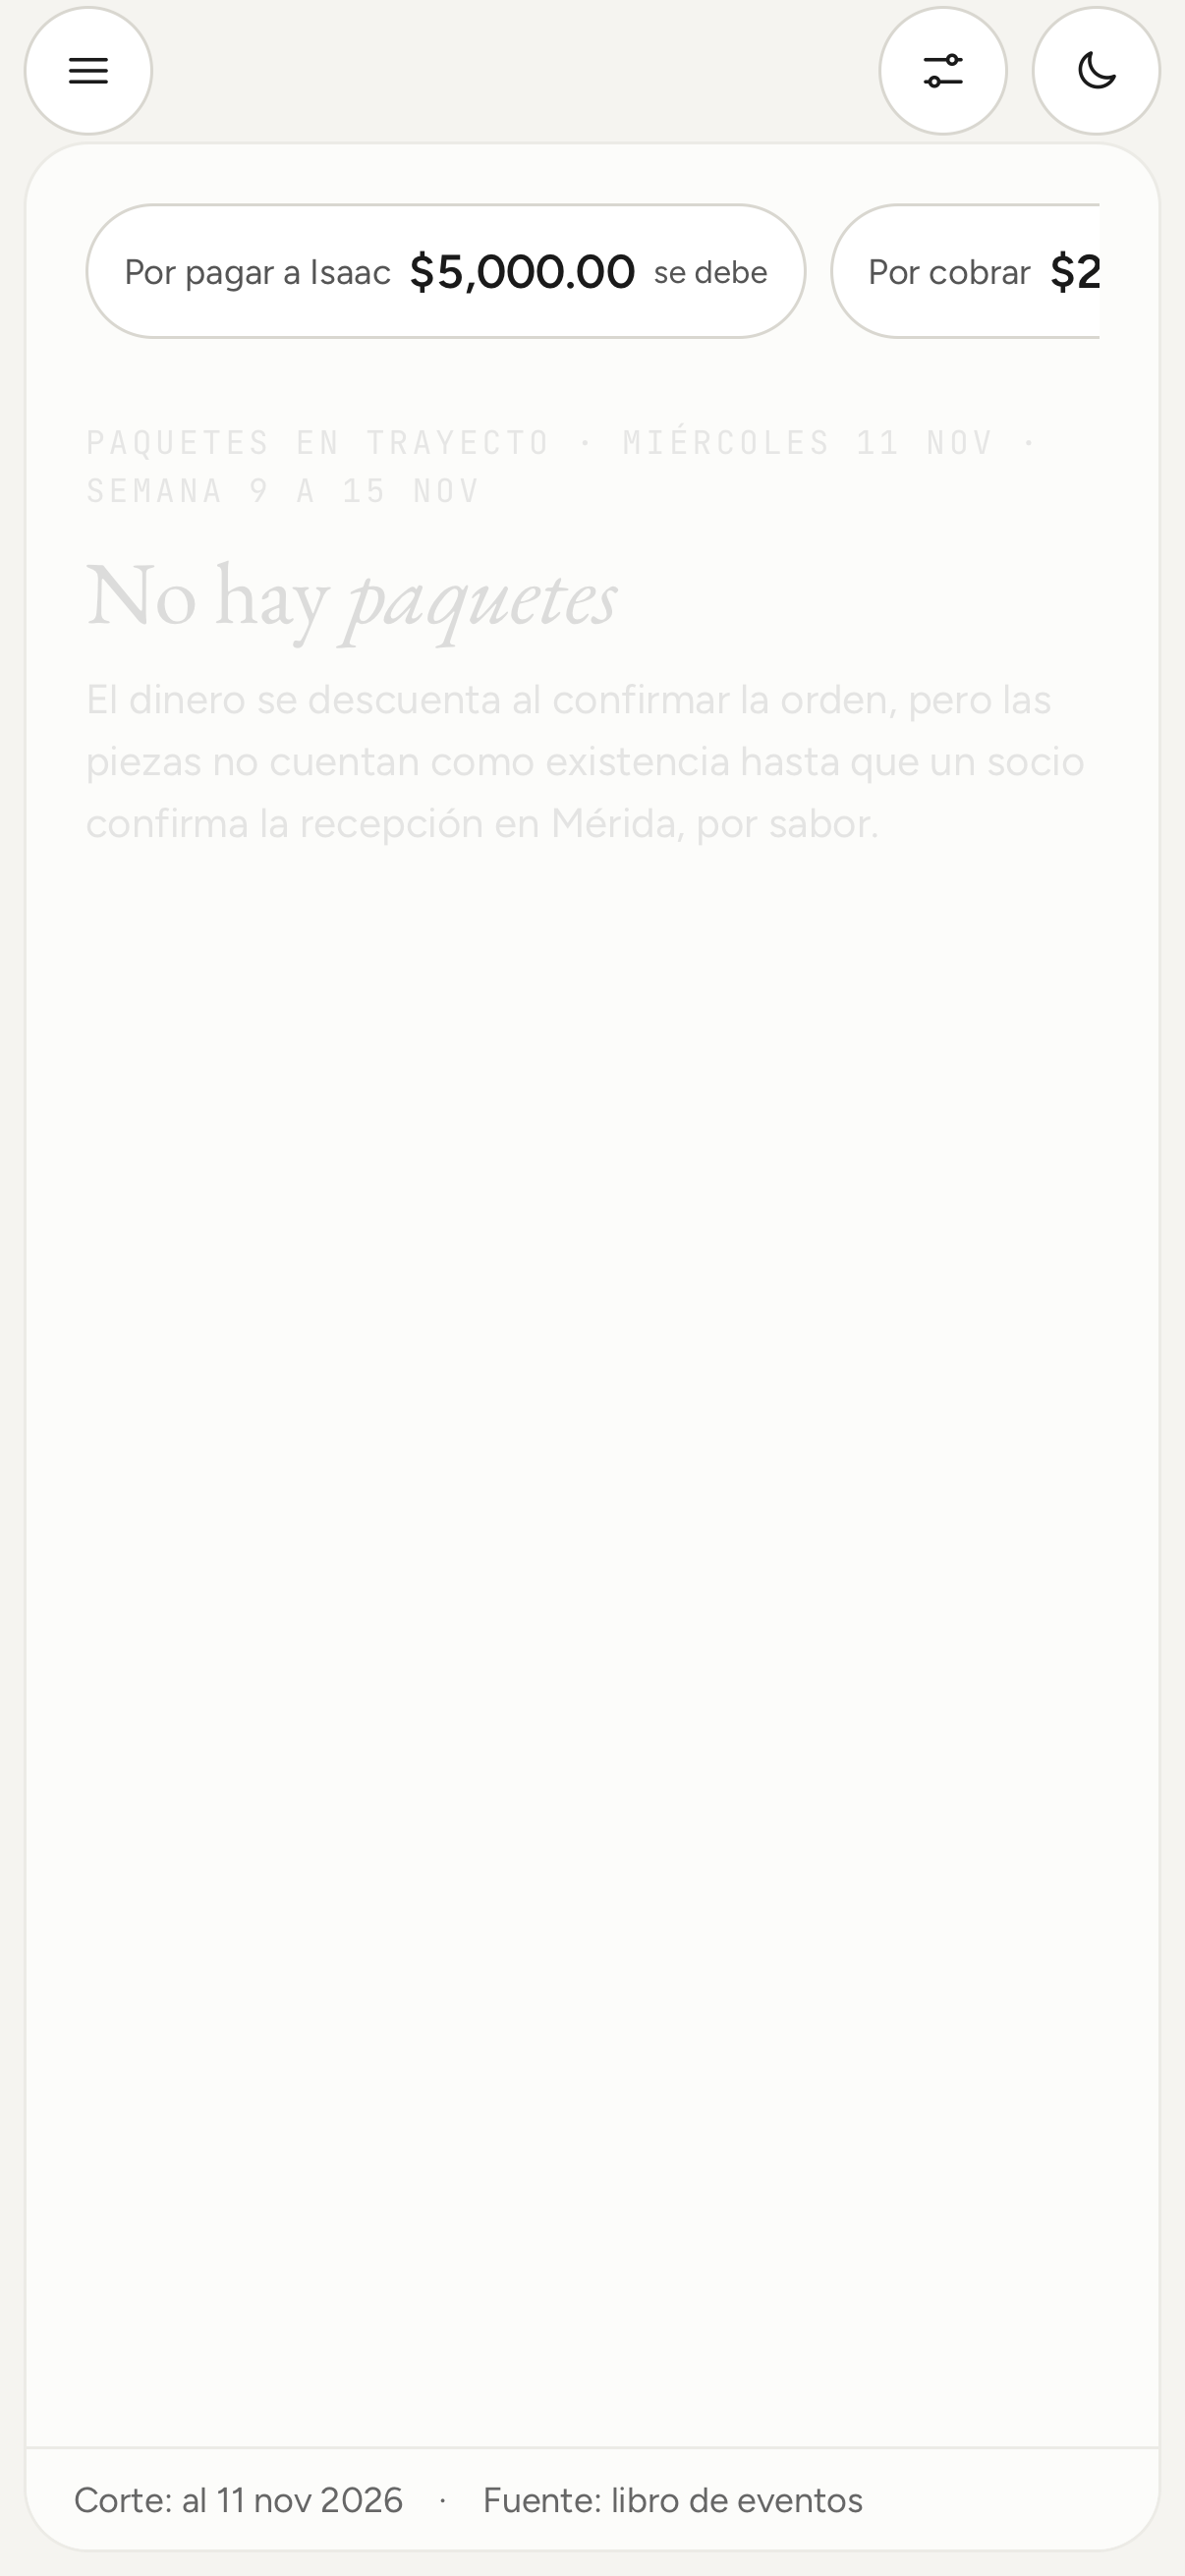 Por pagar a Isaac $5,000.00 se debe Por cobrar $2
PAQUETES EN TRAYECTO · MIÉRCOLES 11 NOV ·
SEMANA 9 A 15 NOV
No hay paquetes
El dinero se descuenta al confirmar la orden, pero las
piezas no cuentan como existencia hasta que un socio
confirma la recepción en Mérida, por sabor.
Corte: al 11 nov 2026 · Fuente: libro de eventos